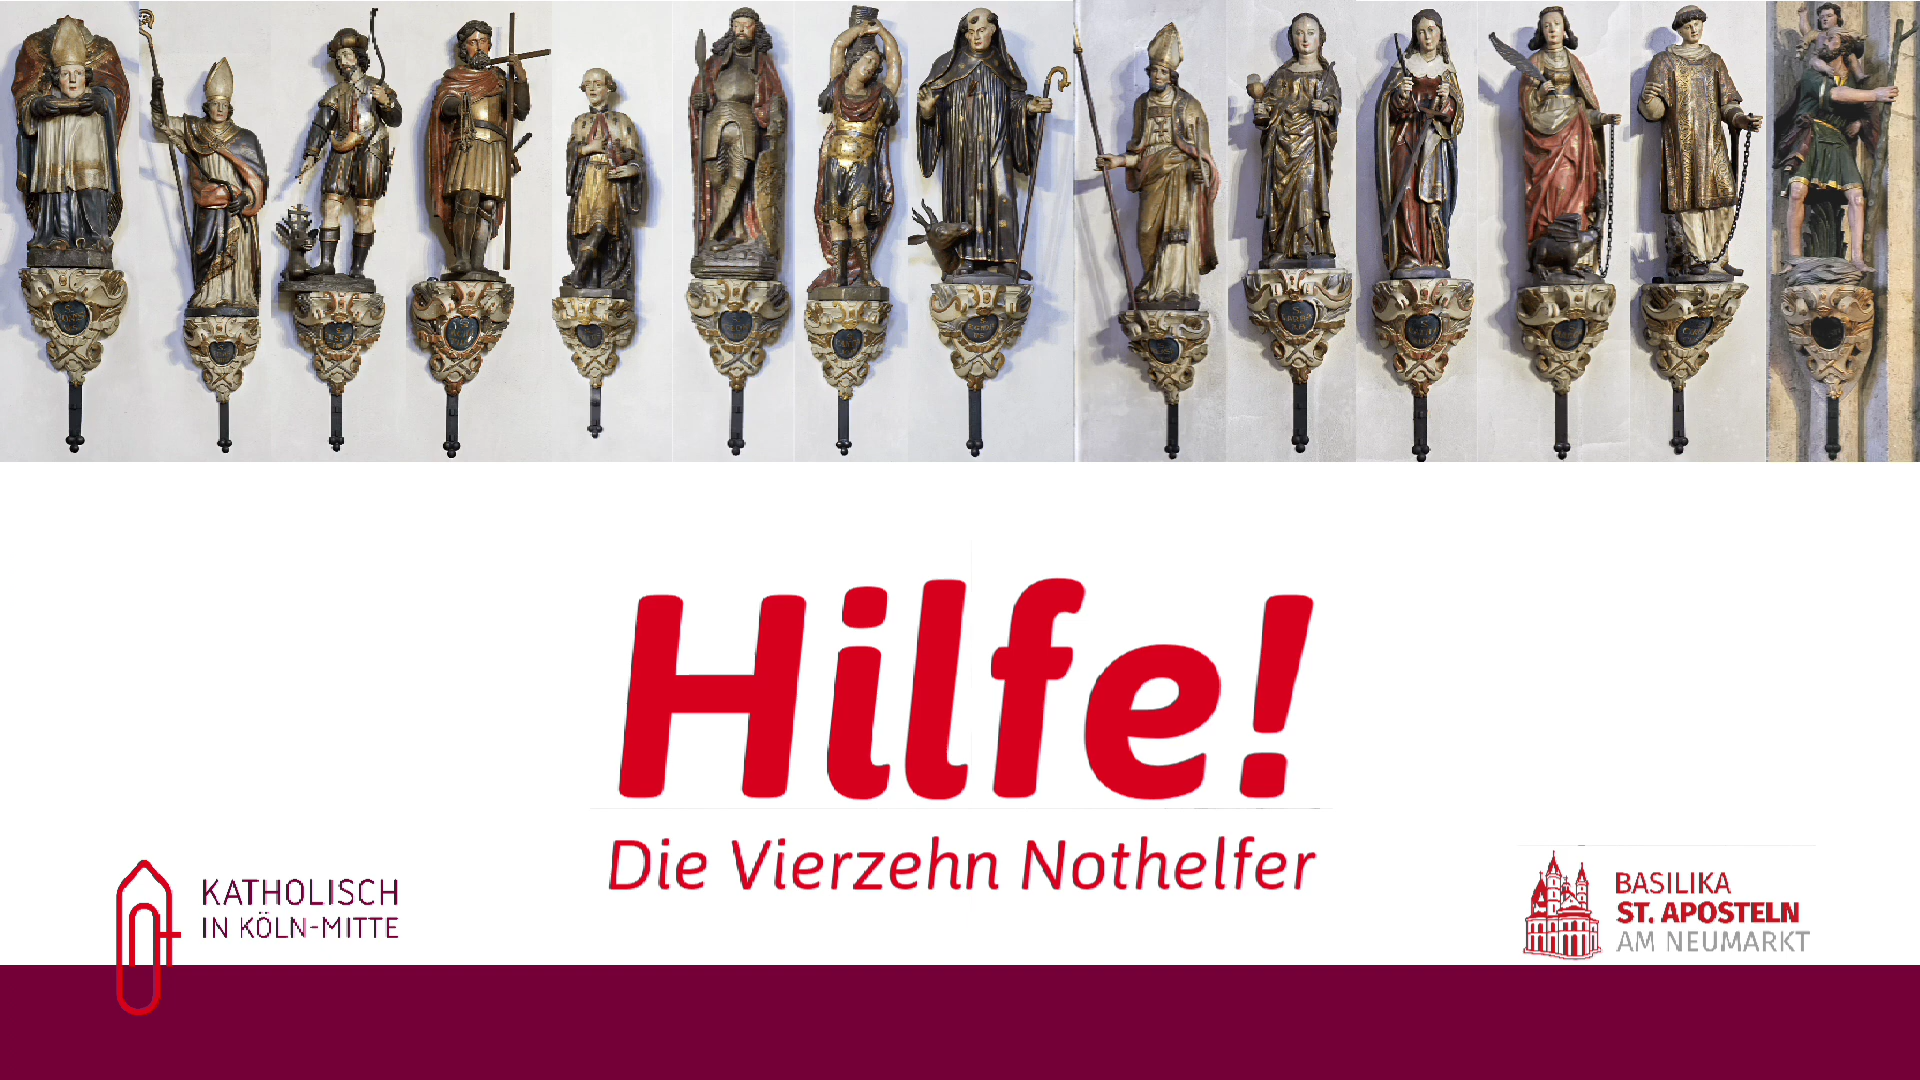 Hilfe!
Die Vierzehn Nothelfer
KATHOLISCH
IN KÖLN-MITTE
BASILIKA
ST. APOSTELN
AM NEUMARKT